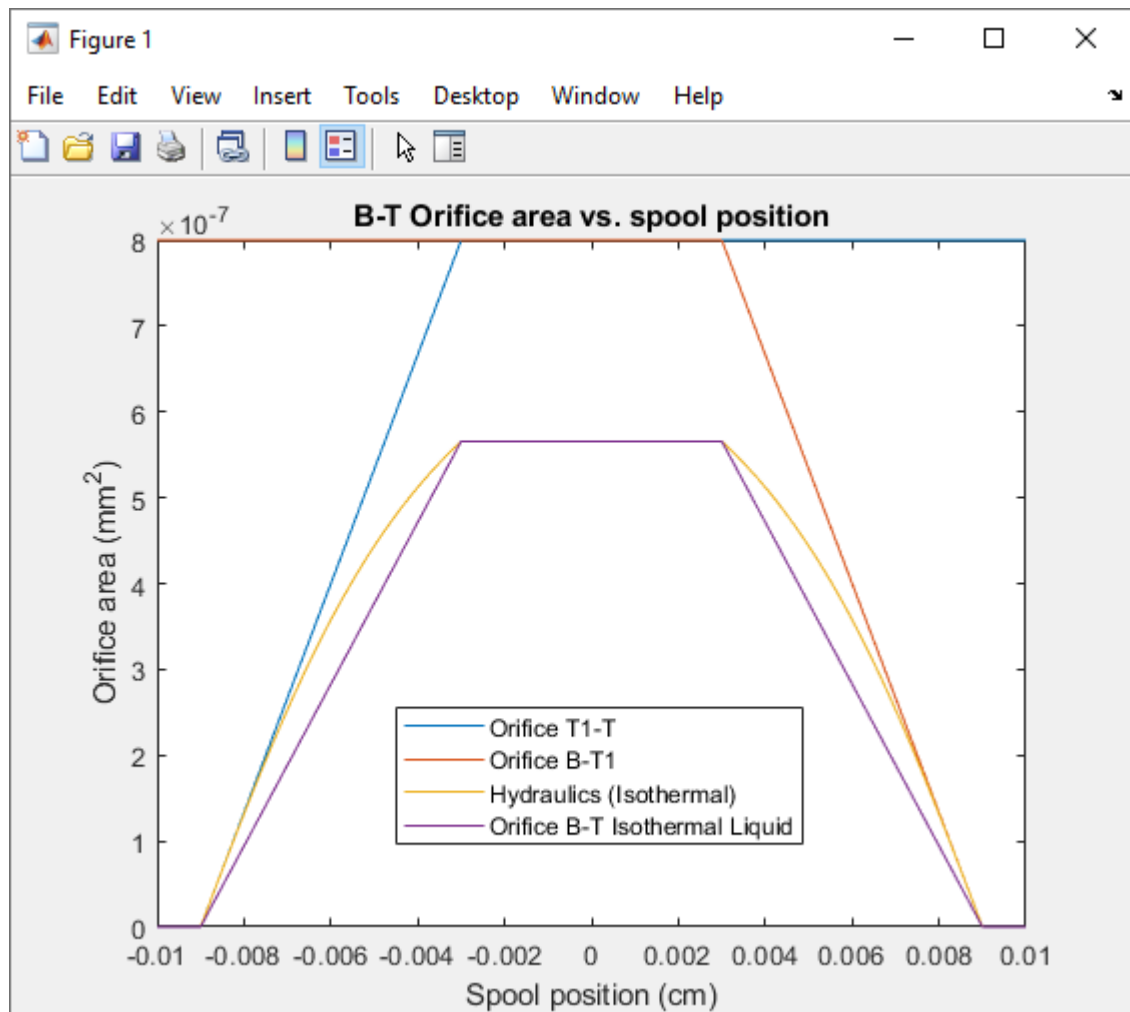 Figure 1
File Edit View Insert Tools Desktop Window Help
×10⁻⁷
B-T Orifice area vs. spool position
8
7
6
5
4
3
2
1
0
Orifice area (mm²)
Orifice T1-T
Orifice B-T1
Hydraulics (Isothermal)
Orifice B-T Isothermal Liquid
-0.01 -0.008 -0.006 -0.004 -0.002 0 0.002 0.004 0.006 0.008 0.01
Spool position (cm)